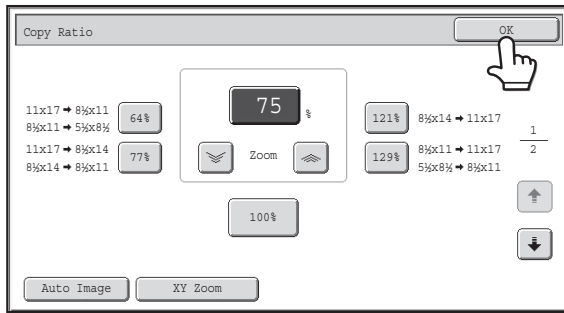 Copy Ratio
OK
11x17 → 8½x11
8½x11 → 5½x8½
64%
11x17 → 8½x14
8½x14 → 8½x11
77%
75 %
Zoom
100%
121%
8½x14 → 11x17
129%
8½x11 → 11x17
5½x8½ → 8½x11
1
2
Auto Image
XY Zoom